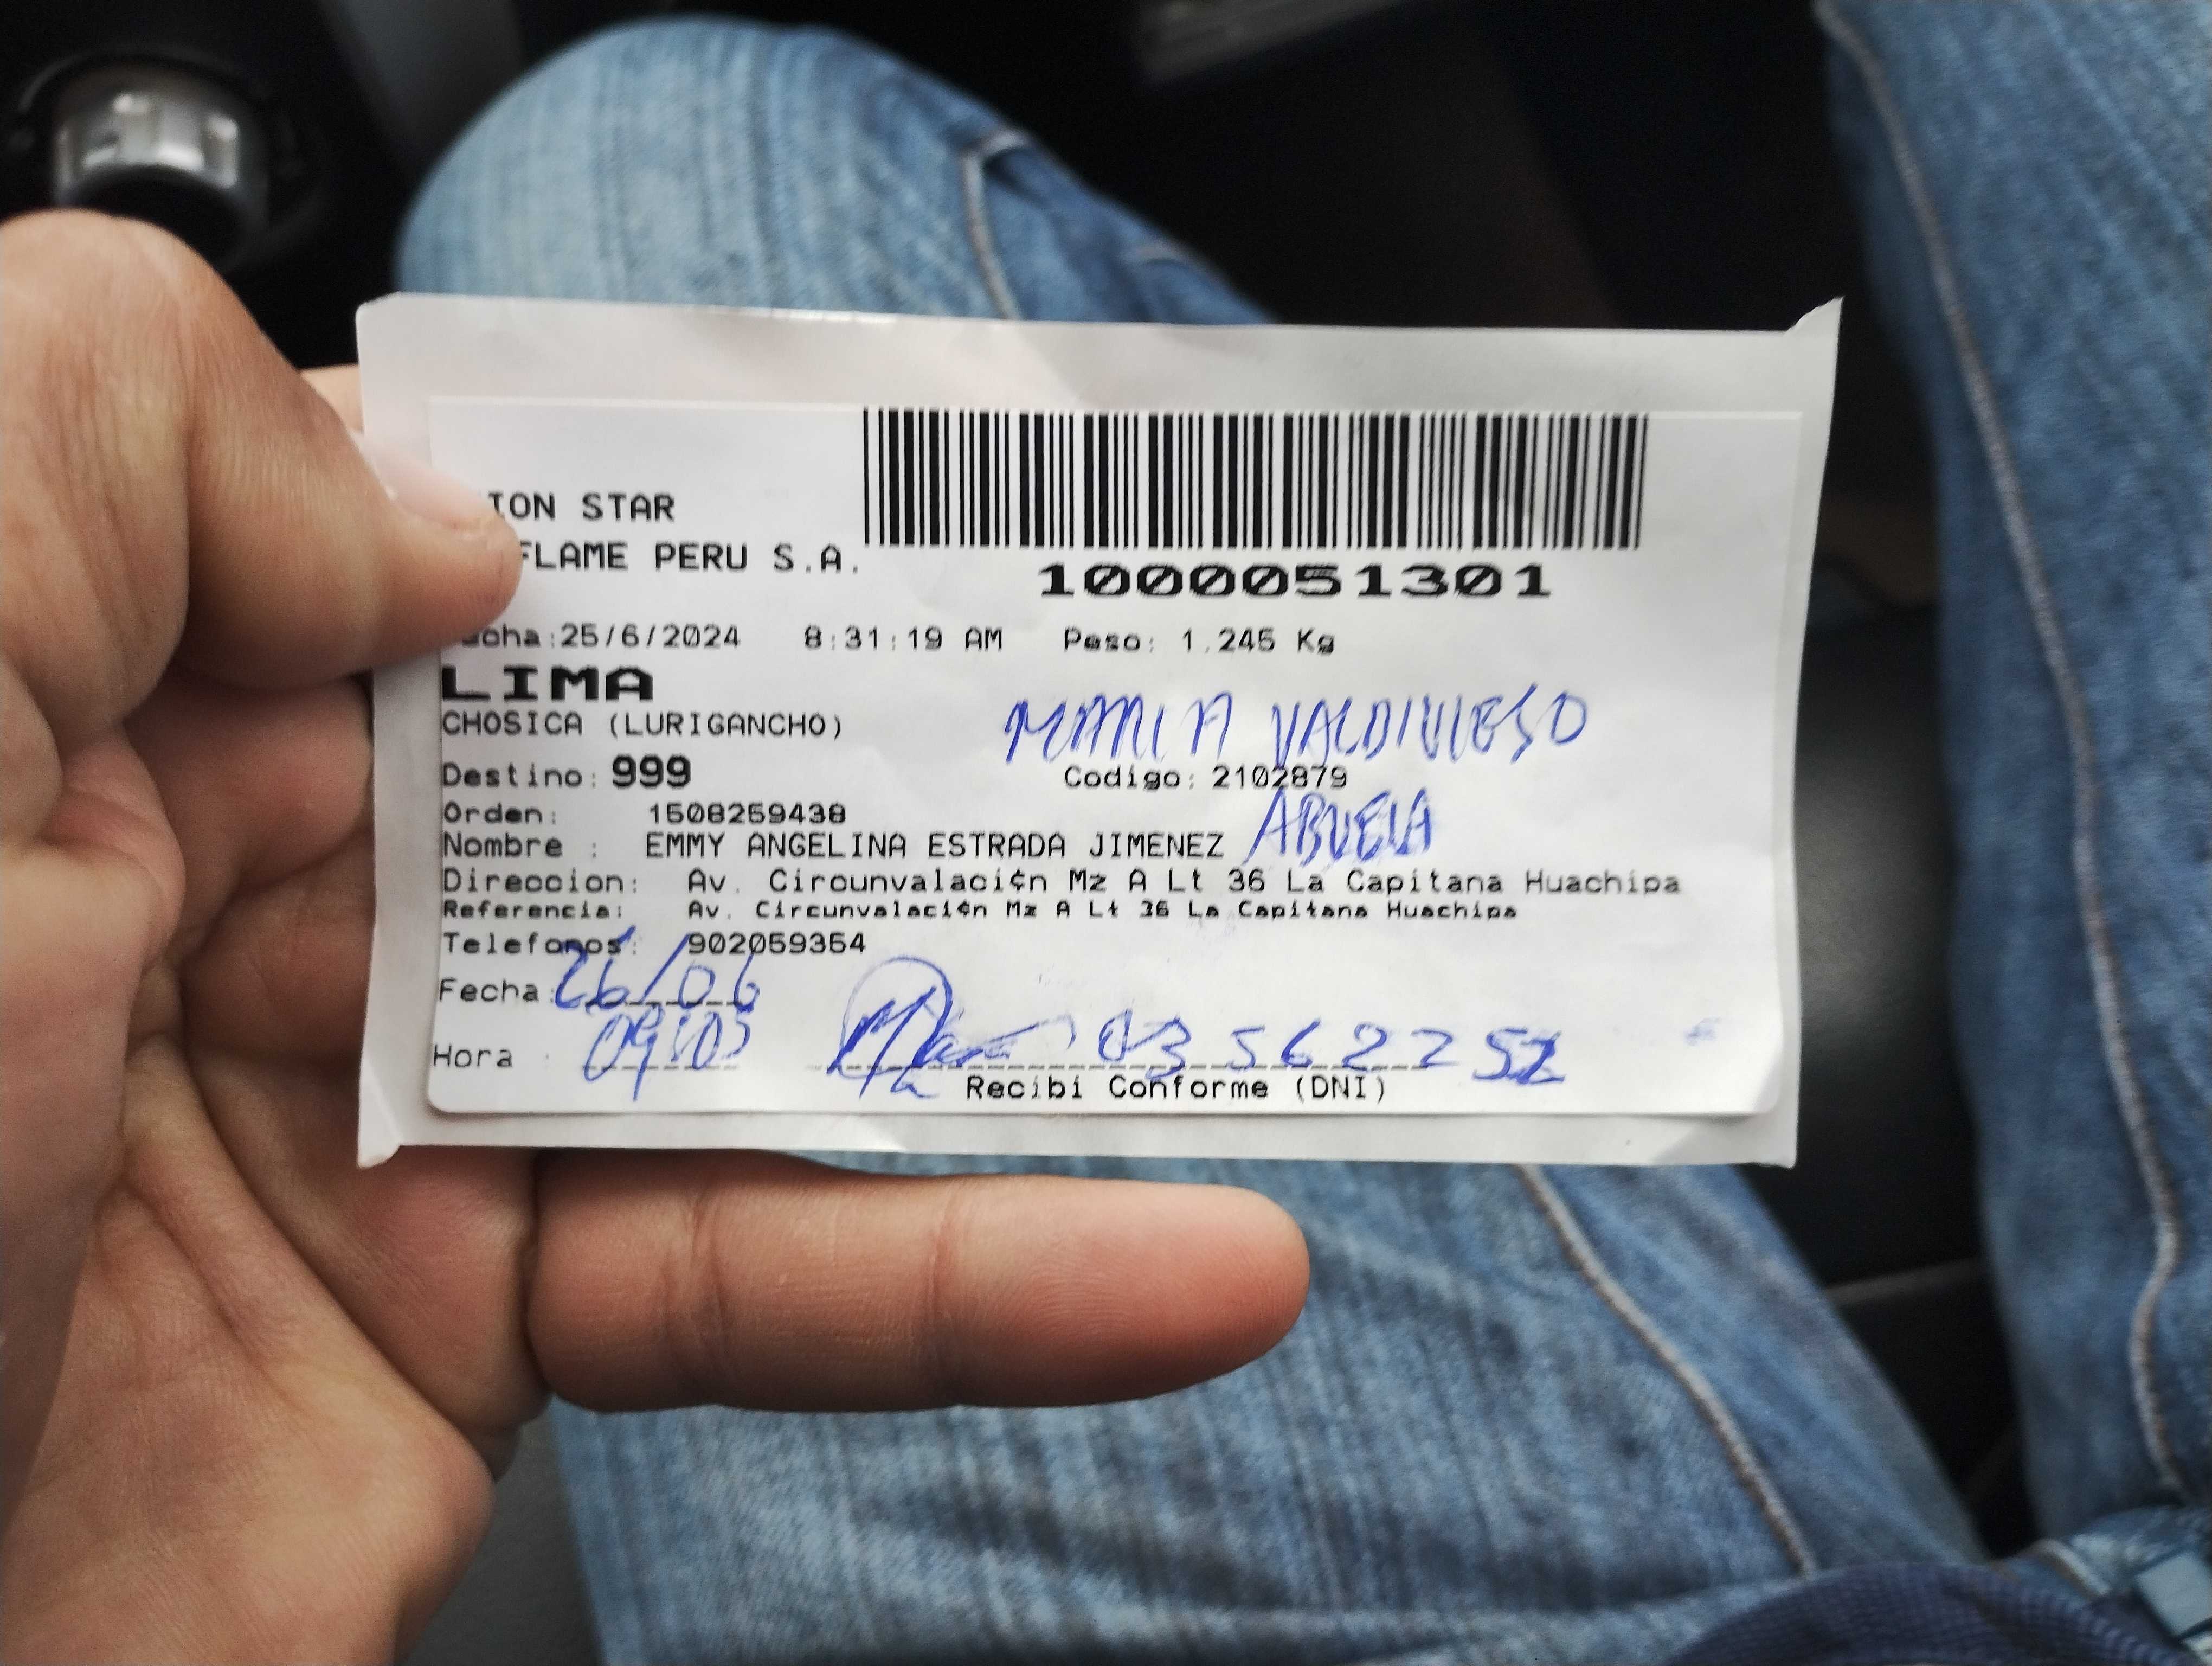 ION STAR
FLAME PERU S.A.
1000051301
cha:25/6/2024 8:31:19 AM Peso: 1.245 Kg
LIMA
CHOSICA (LURIGANCHO)
MARIA VALDIVIESO
Destino: 999 Codigo: 2102879
Orden: 1508259438
Nombre : EMMY ANGELINA ESTRADA JIMENEZ ABUELA
Direccion: Av. Circunvalaci¢n Mz A Lt 36 La Capitana Huachipa
Referencia: Av. Circunvalaci¢n Mz A Lt 36 La Capitana Huachipa
Telefonos: 902059354
Fecha: 26/06
Hora : 09:03
Recibi Conforme (DNI)